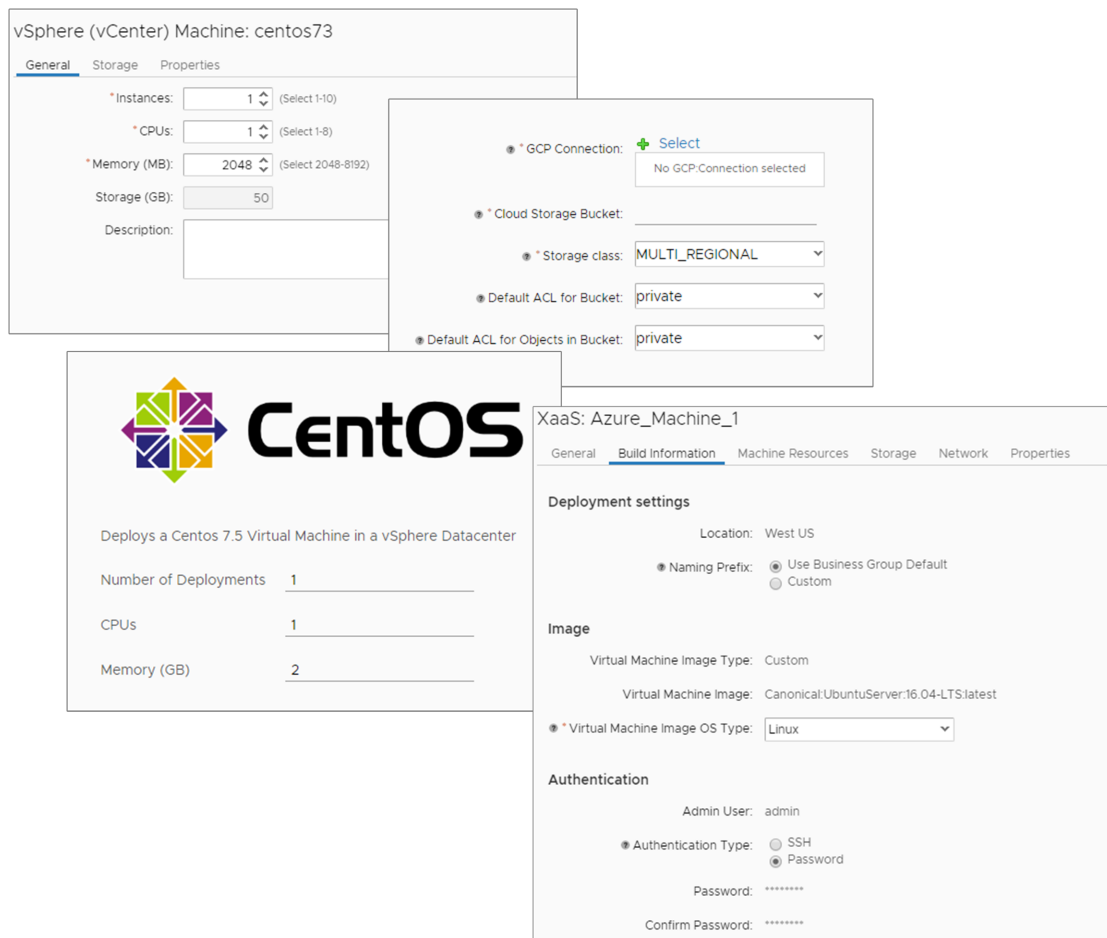 vSphere (vCenter) Machine: centos73
General Storage Properties
*Instances: 1 (Select 1-10)
*CPUs: 1 (Select 1-8)
*Memory (MB): 2048 (Select 2048-8192)
Storage (GB): 50
Description:
* GCP Connection: Select
No GCP:Connection selected
* Cloud Storage Bucket:
* Storage class: MULTI_REGIONAL
Default ACL for Bucket: private
Default ACL for Objects in Bucket: private
CentOS
Deploys a Centos 7.5 Virtual Machine in a vSphere Datacenter
Number of Deployments 1
CPUs 1
Memory (GB) 2
XaaS: Azure_Machine_1
General Build Information Machine Resources Storage Network Properties
Deployment settings
Location: West US
Naming Prefix: Use Business Group Default
Custom
Image
Virtual Machine Image Type: Custom
Virtual Machine Image: Canonical:UbuntuServer:16.04-LTS:latest
* Virtual Machine Image OS Type: Linux
Authentication
Admin User: admin
Authentication Type: SSH
Password
Password: ********
Confirm Password: ********